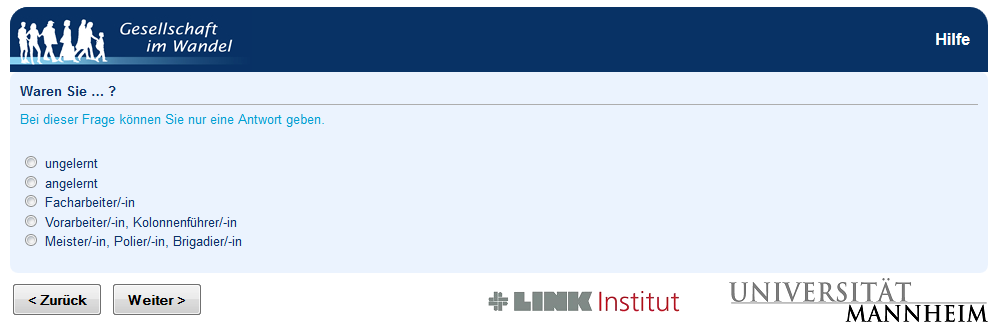 Gesellschaft
im Wandel
Hilfe
Waren Sie ... ?
Bei dieser Frage können Sie nur eine Antwort geben.
ungelernt
angelernt
Facharbeiter/-in
Vorarbeiter/-in, Kolonnenführer/-in
Meister/-in, Polier/-in, Brigadier/-in
< Zurück
Weiter >
LINK Institut
UNIVERSITÄT
MANNHEIM